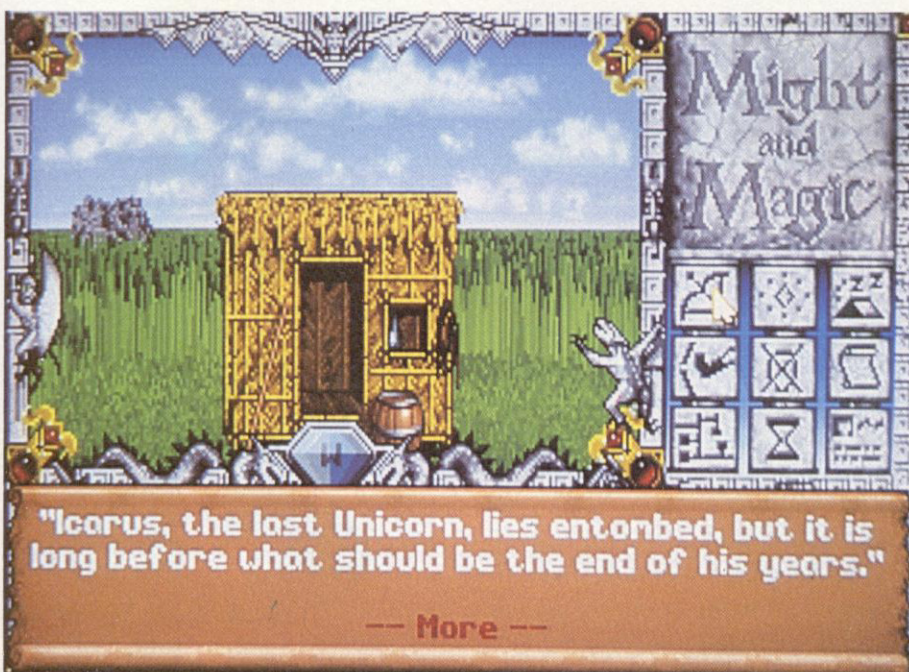 Might
and
Magic
z z z
W
"Icarus, the last Unicorn, lies entombed, but it is
long before what should be the end of his years."
-- More --